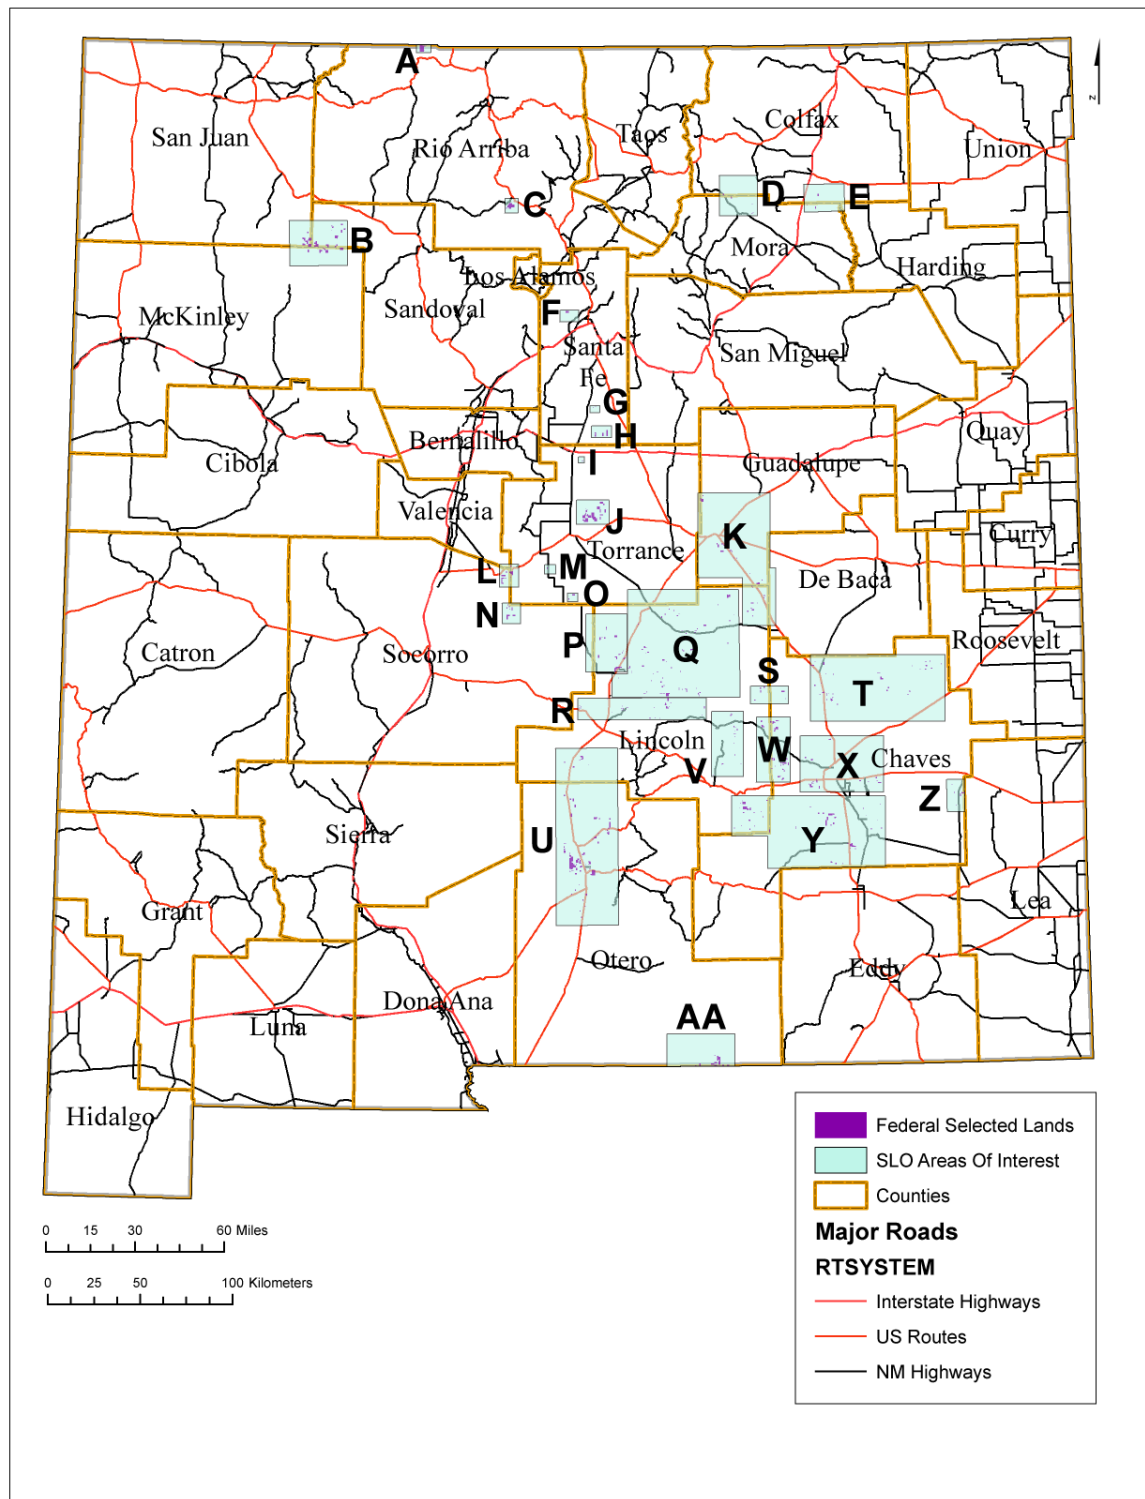 A
San Juan
Rio Arriba
Taos
Colfax
Union
C
D
E
B
Mora
Harding
Los Alamos
McKinley
Sandoval
F
Santa
Fe
San Miguel
G
H
Bernalillo
Quay
Cibola
I
Guadalupe
Valencia
J
K
Torrance
Curry
L
M
De Baca
O
N
Catron
Socorro
P
Q
Roosevelt
S
T
R
Lincoln
W
V
X
Chaves
Z
Sierra
U
Y
Grant
Lea
Otero
Eddy
Dona Ana
Luna
AA
Hidalgo
N
Federal Selected Lands
SLO Areas Of Interest
Counties
Major Roads
RTSYSTEM
Interstate Highways
US Routes
NM Highways
0 15 30 60 Miles
0 25 50 100 Kilometers